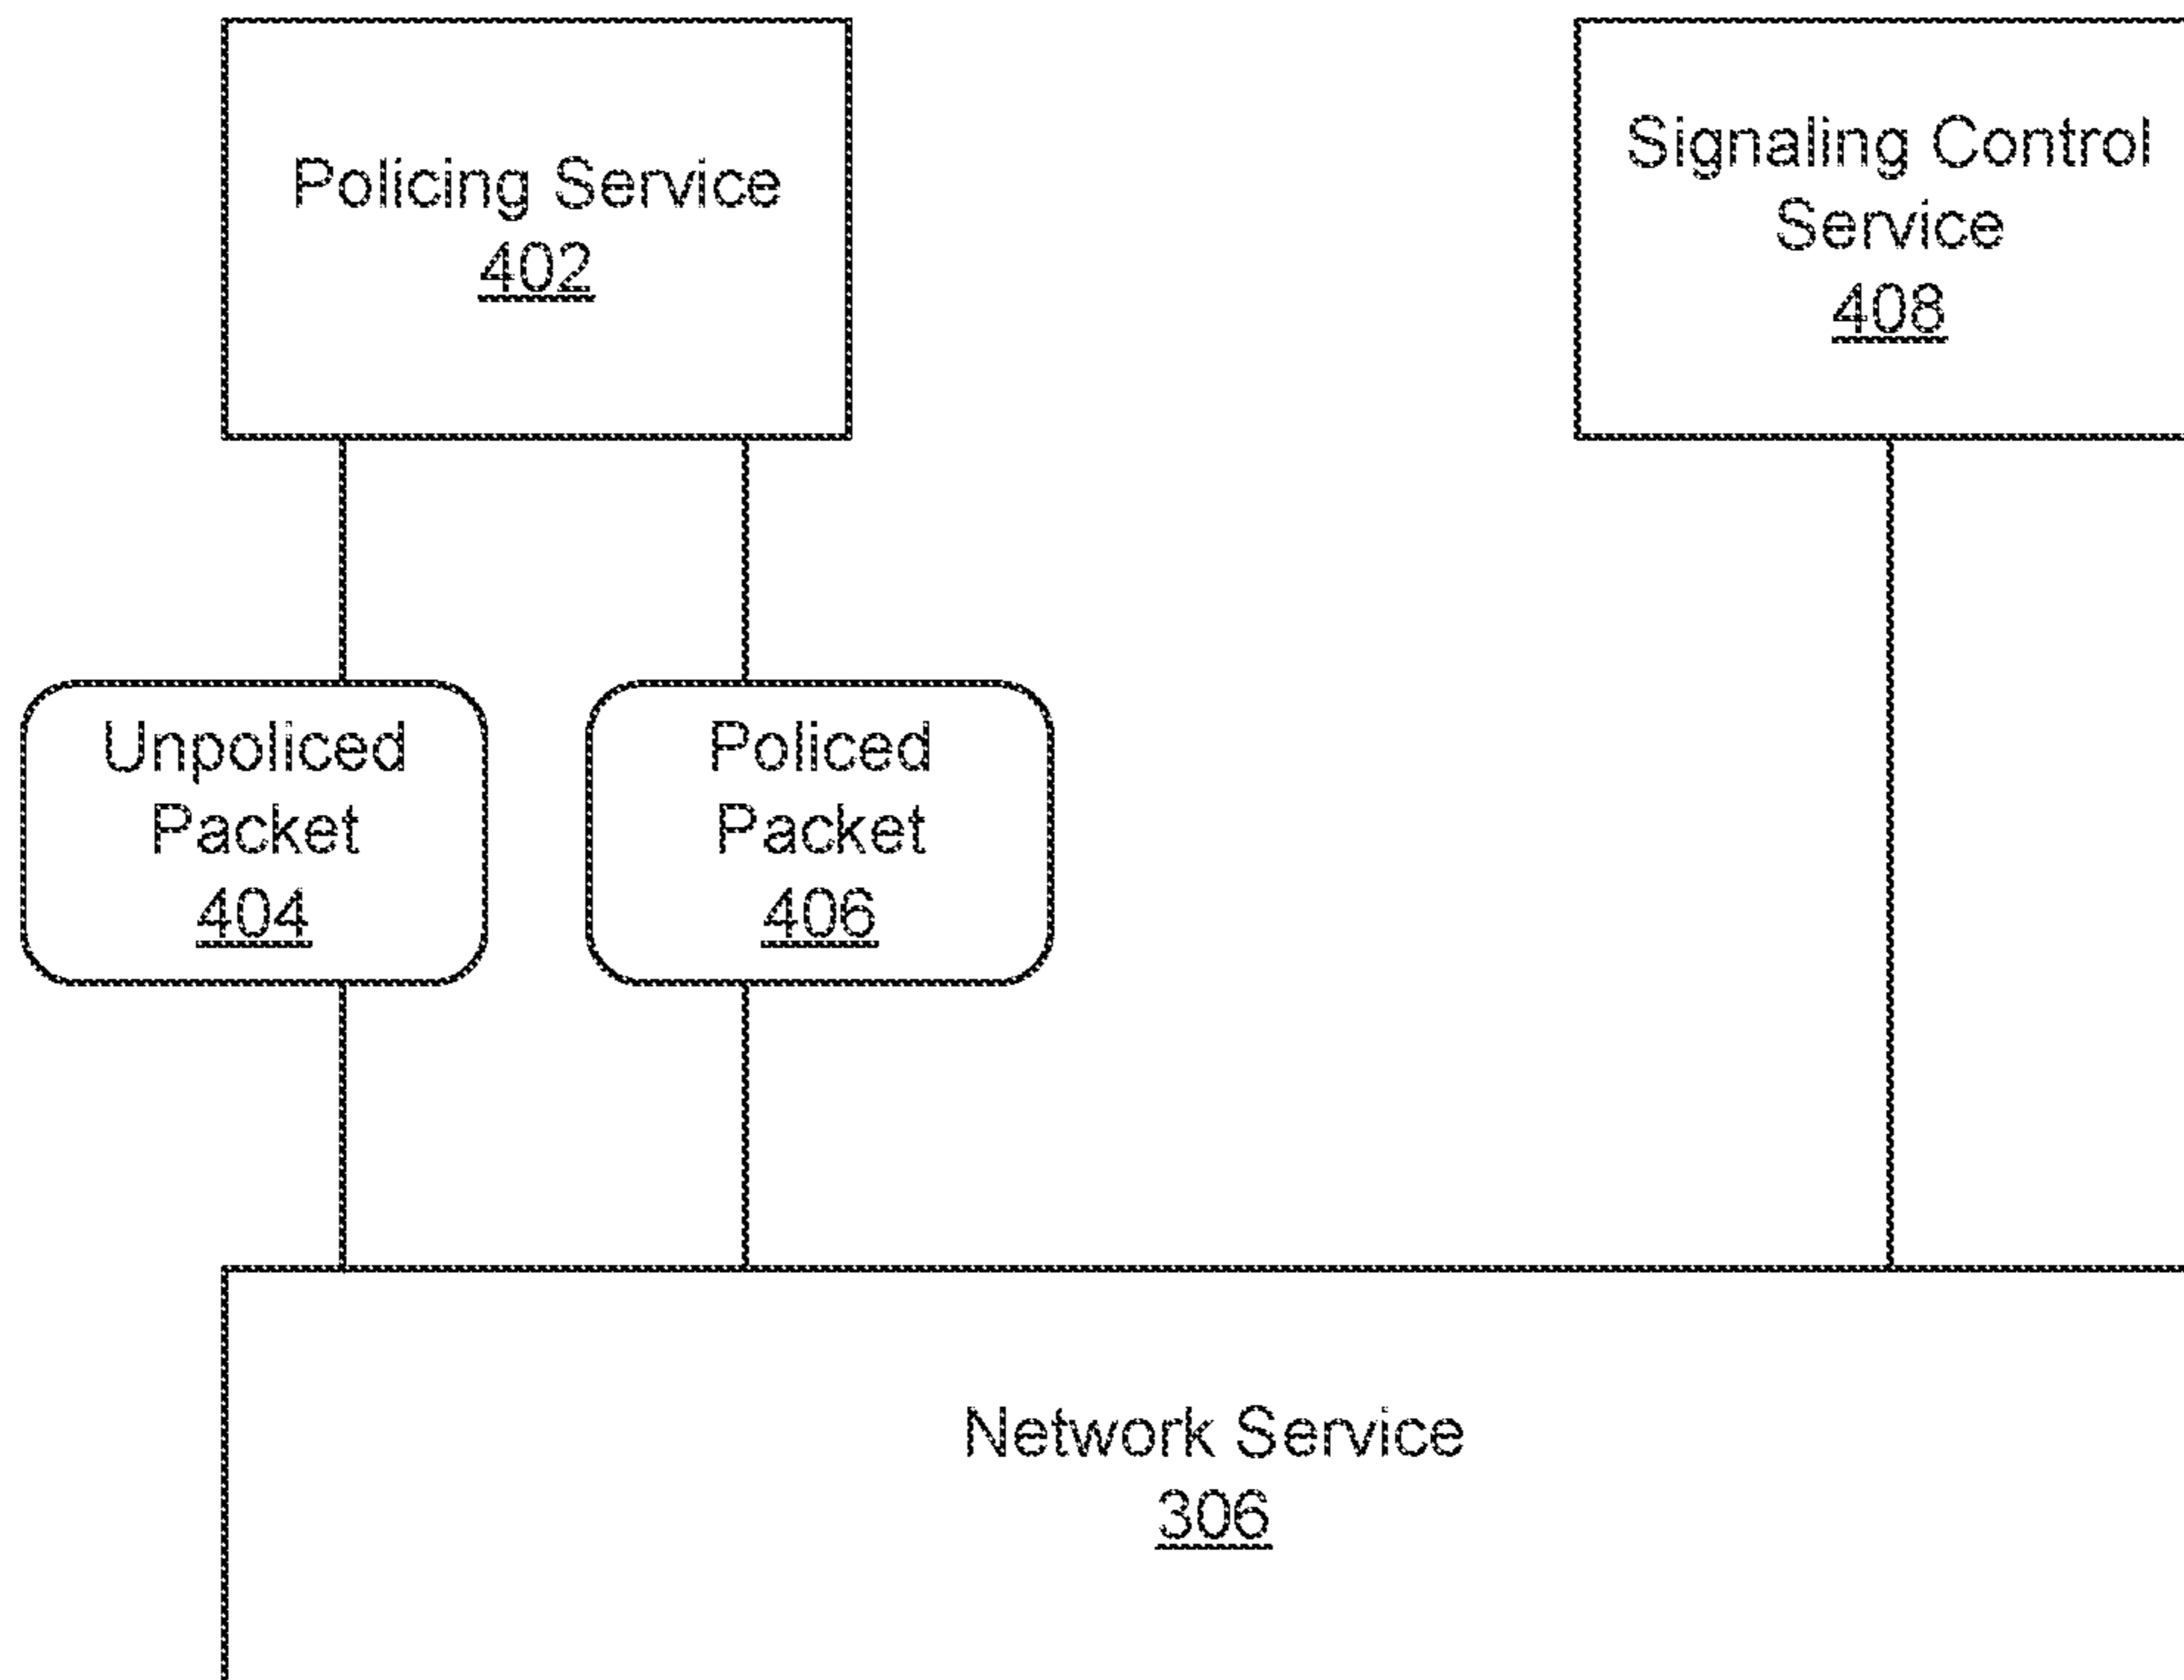 Policing Service
402
Signaling Control
Service
408
Unpoliced
Packet
404
Policed
Packet
406
Network Service
306